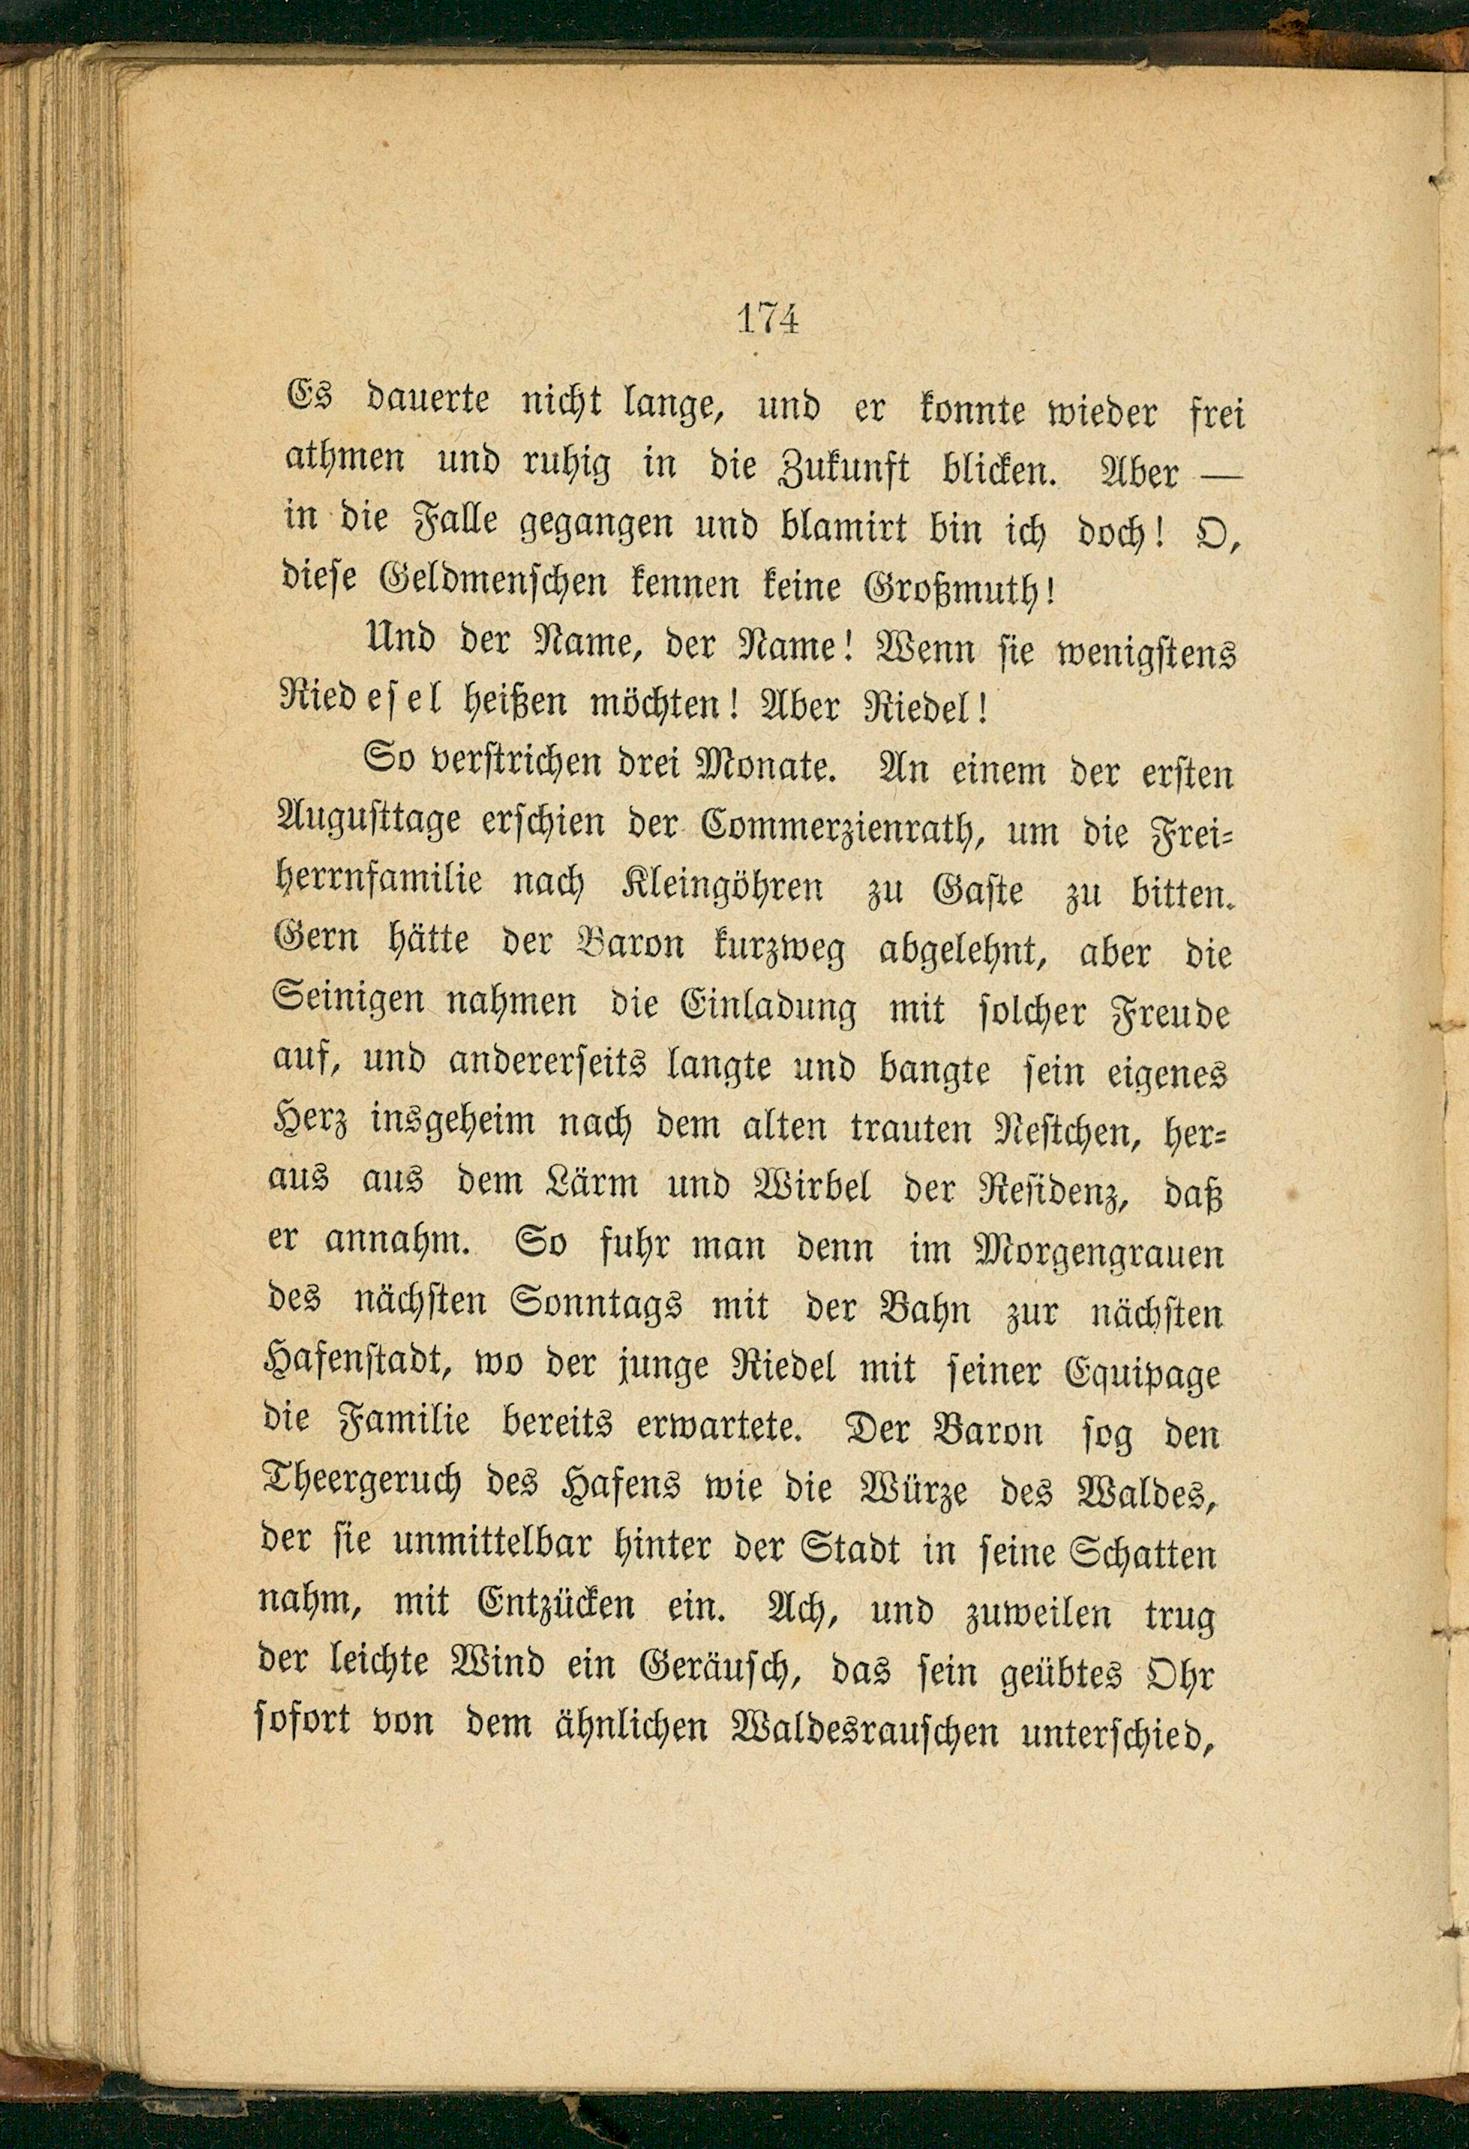 174
Es dauerte nicht lange, und er konnte wieder frei
athmen und ruhig in die Zukunft blicken. Aber —
in die Falle gegangen und blamirt bin ich doch! O,
diese Geldmenschen kennen keine Großmuth!
Und der Name, der Name! Wenn sie wenigstens
Riedesel heißen möchten! Aber Riedel!
So verstrichen drei Monate. An einem der ersten
Augusttage erschien der Commerzienrath, um die Frei-
herrnfamilie nach Kleingöhren zu Gaste zu bitten.
Gern hätte der Baron kurzweg abgelehnt, aber die
Seinigen nahmen die Einladung mit solcher Freude
auf, und andererseits langte und bangte sein eigenes
Herz insgeheim nach dem alten trauten Nestchen, her-
aus aus dem Lärm und Wirbel der Residenz, daß
er annahm. So fuhr man denn im Morgengrauen
des nächsten Sonntags mit der Bahn zur nächsten
Hafenstadt, wo der junge Riedel mit seiner Equipage
die Familie bereits erwartete. Der Baron sog den
Theergeruch des Hafens wie die Würze des Waldes,
der sie unmittelbar hinter der Stadt in seine Schatten
nahm, mit Entzücken ein. Ach, und zuweilen trug
der leichte Wind ein Geräusch, das sein geübtes Ohr
sofort von dem ähnlichen Waldesrauschen unterschied,